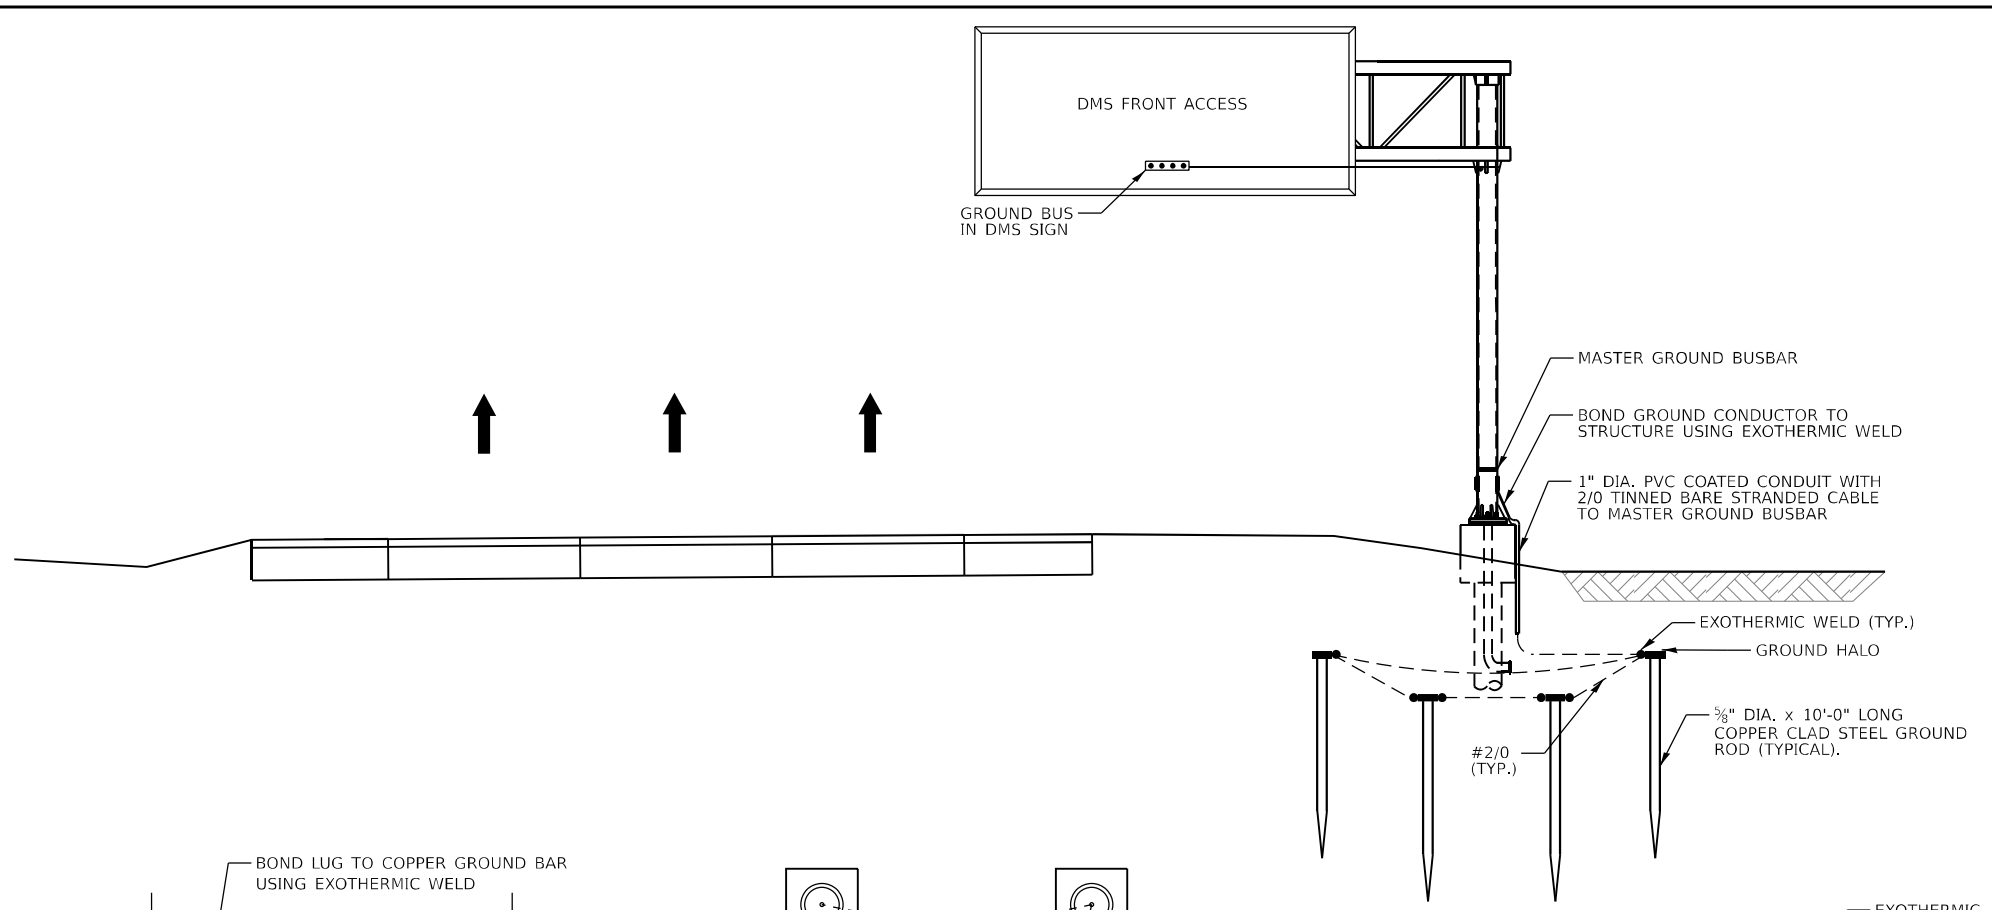 DMS FRONT ACCESS
GROUND BUS
IN DMS SIGN
MASTER GROUND BUSBAR
BOND GROUND CONDUCTOR TO
STRUCTURE USING EXOTHERMIC WELD
1" DIA. PVC COATED CONDUIT WITH
2/0 TINNED BARE STRANDED CABLE
TO MASTER GROUND BUSBAR
EXOTHERMIC WELD (TYP.)
GROUND HALO
⅝" DIA. x 10'-0" LONG
COPPER CLAD STEEL GROUND
ROD (TYPICAL).
#2/0
(TYP.)
BOND LUG TO COPPER GROUND BAR
USING EXOTHERMIC WELD
EXOTHERMIC